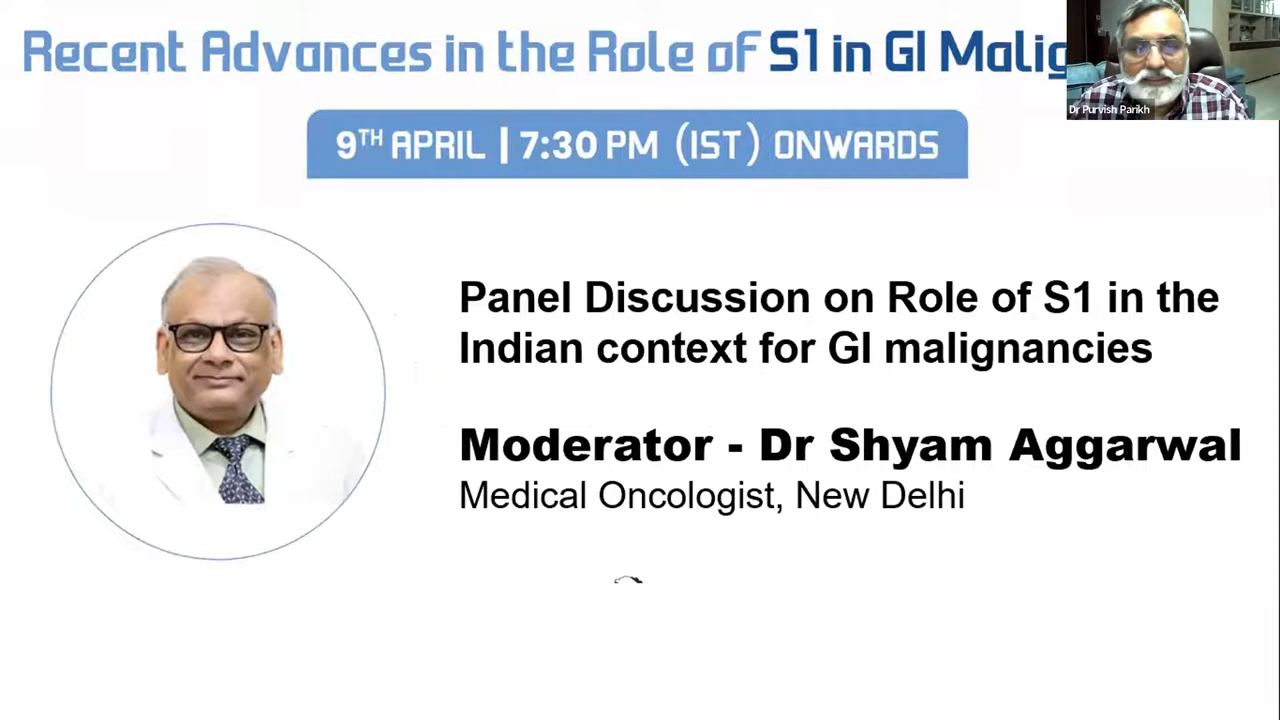 Recent Advances in the Role of S1 in GI
Dr Purvish Parikh
9TH APRIL | 7:30 PM (IST) ONWARDS
Panel Discussion on Role of S1 in the
Indian context for GI malignancies
Moderator - Dr Shyam Aggarwal
Medical Oncologist, New Delhi